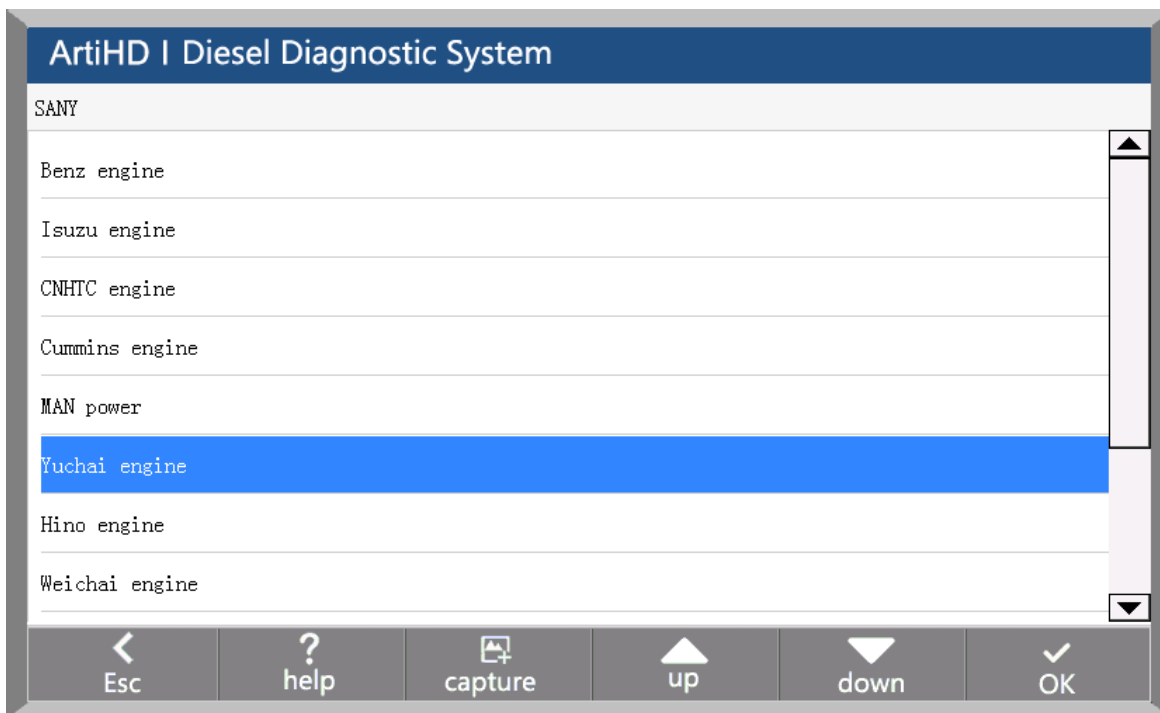 ArtiHD | Diesel Diagnostic System
SANY
Benz engine
Isuzu engine
CNHTC engine
Cummins engine
MAN power
Yuchai engine
Hino engine
Weichai engine
Esc help capture up down OK